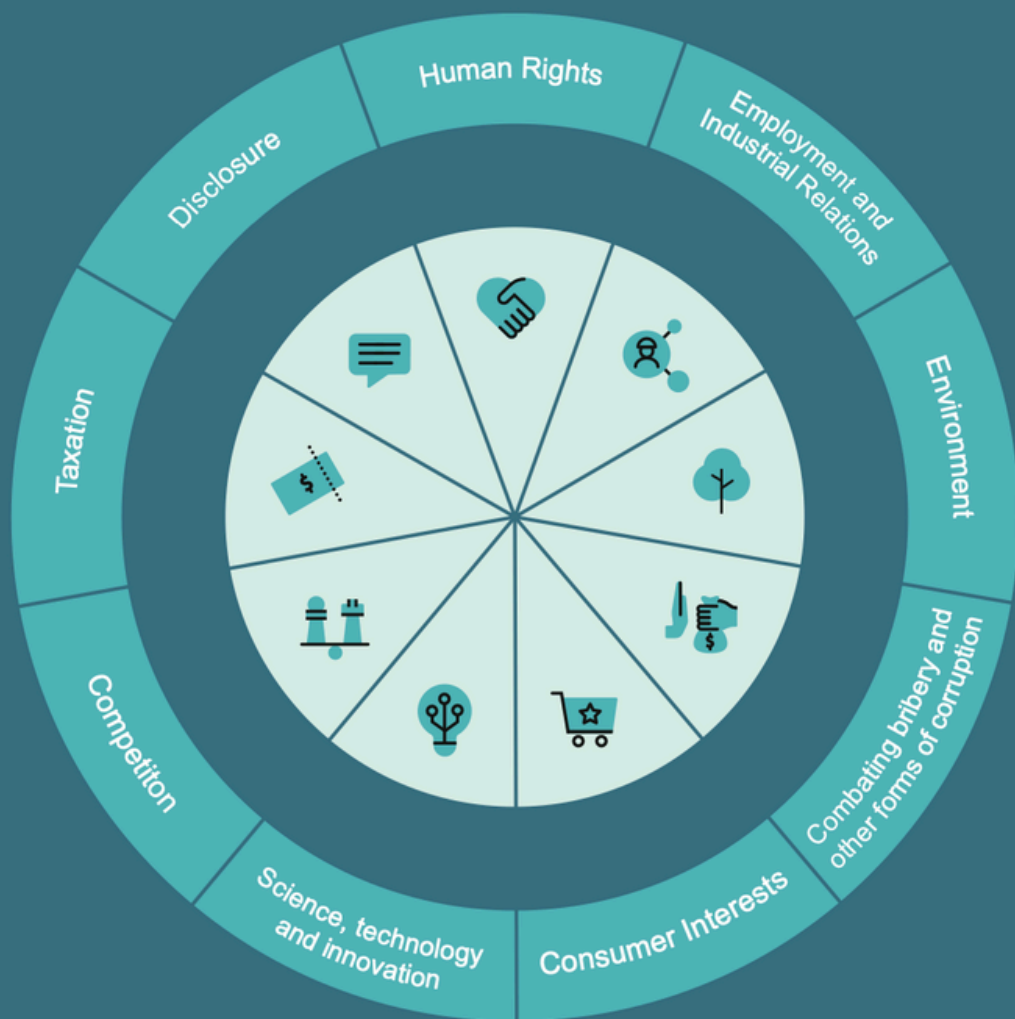 Human Rights
Employment and
Industrial Relations
Environment
Combating bribery and
other forms of corruption
Consumer Interests
Science, technology
and innovation
Competiton
Taxation
Disclosure
$
$